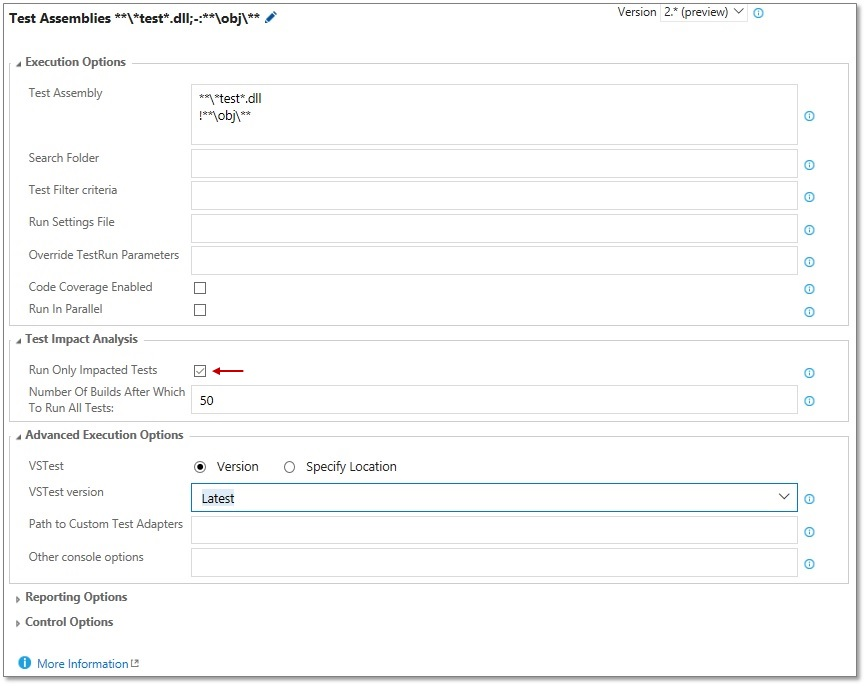 Test Assemblies **\*test*.dll;-:**\obj\**
Version 2.* (preview)
Execution Options
Test Assembly
**\*test*.dll
!**\obj\**
Search Folder
Test Filter criteria
Run Settings File
Override TestRun Parameters
Code Coverage Enabled
Run In Parallel
Test Impact Analysis
Run Only Impacted Tests
Number Of Builds After Which
To Run All Tests:
50
Advanced Execution Options
VSTest
Version
Specify Location
VSTest version
Latest
Path to Custom Test Adapters
Other console options
Reporting Options
Control Options
More Information